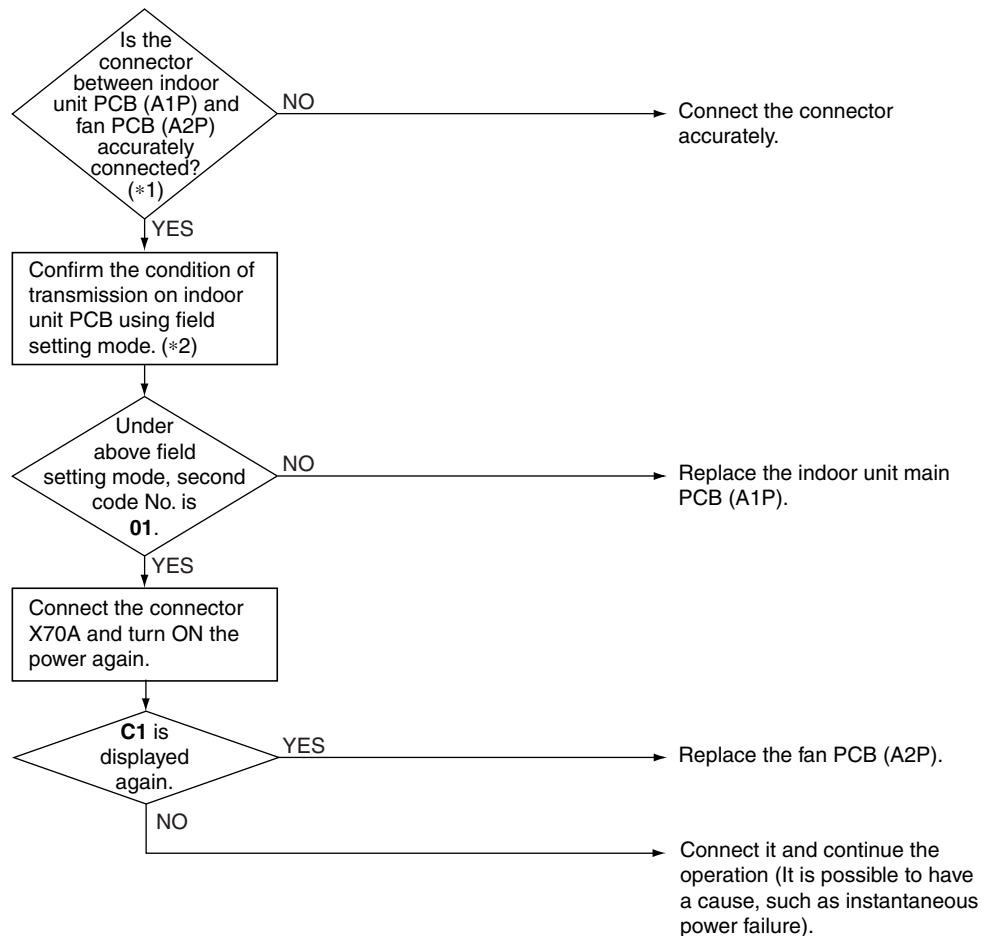 Is the
connector
between indoor
unit PCB (A1P) and
fan PCB (A2P)
accurately
connected?
(*1)
NO
Connect the connector
accurately.
YES
Confirm the condition of
transmission on indoor
unit PCB using field
setting mode. (*2)
Under
above field
setting mode, second
code No. is
01.
NO
Replace the indoor unit main
PCB (A1P).
YES
Connect the connector
X70A and turn ON the
power again.
C1 is
displayed
again.
YES
Replace the fan PCB (A2P).
NO
Connect it and continue the
operation (It is possible to have
a cause, such as instantaneous
power failure).